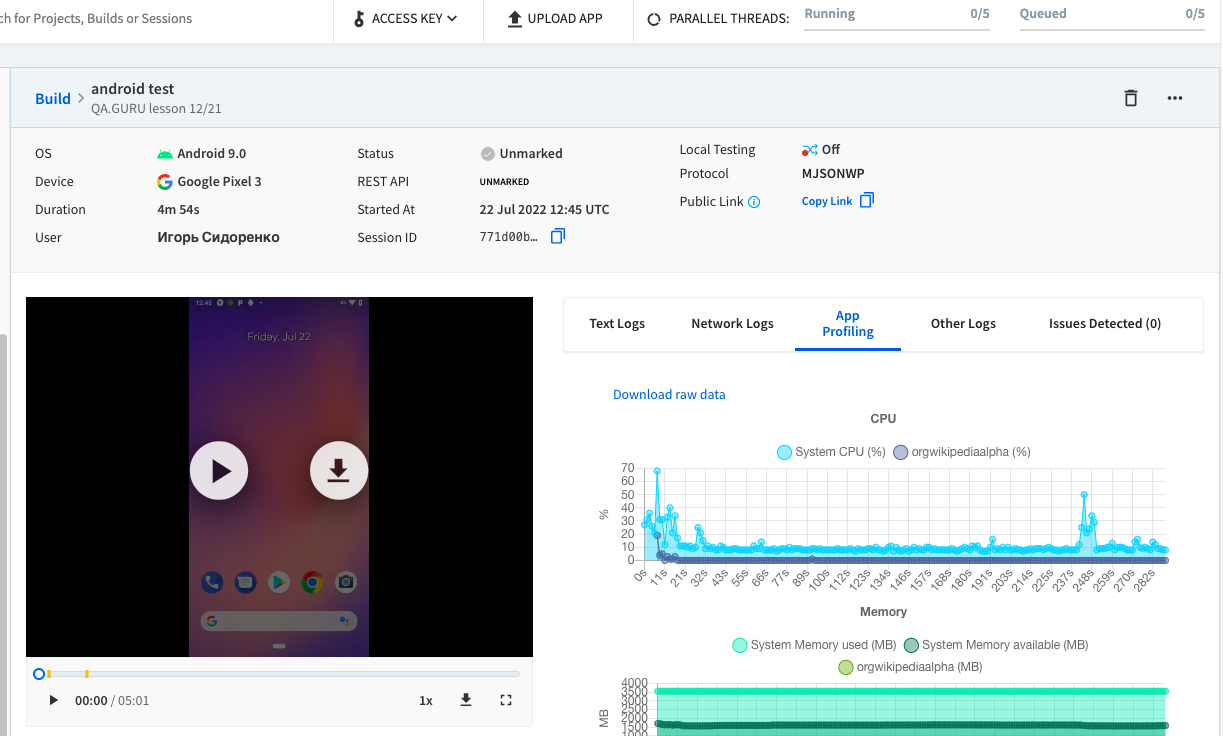 ch for Projects, Builds or Sessions
ACCESS KEY
UPLOAD APP
PARALLEL THREADS:
Running 0/5
Queued 0/5
Build > android test
QA.GURU lesson 12/21
OS Android 9.0
Device Google Pixel 3
Duration 4m 54s
User Игорь Сидоренко
Status Unmarked
REST API UNMARKED
Started At 22 Jul 2022 12:45 UTC
Session ID 771d00b…
Local Testing Off
Protocol MJSONWP
Public Link Copy Link
12:45
Friday, Jul 22
00:00 / 05:01
1x
Text Logs
Network Logs
App
Profiling
Other Logs
Issues Detected (0)
Download raw data
CPU
System CPU (%) orgwikipediaalpha (%)
70
60
50
40
30
20
10
0
%
0s 11s 21s 32s 43s 55s 66s 77s 89s 100s 112s 123s 134s 146s 157s 168s 180s 191s 203s 214s 225s 237s 248s 259s 270s 282s
Memory
System Memory used (MB) System Memory available (MB)
orgwikipediaalpha (MB)
4000
3500
3000
2500
2000
1500
1000
MB